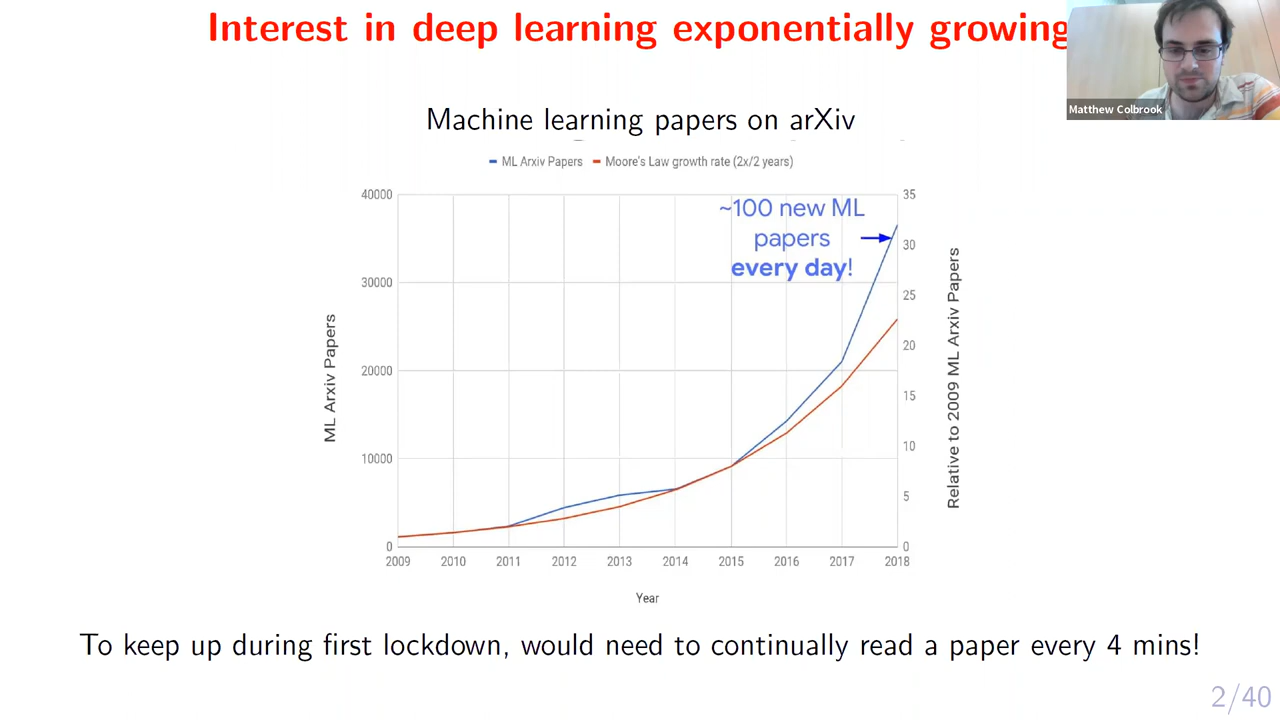 Interest in deep learning exponentially growing
Matthew Colbrook
Machine learning papers on arXiv
ML Arxiv Papers
Moore's Law growth rate (2x/2 years)
~100 new ML
papers
every day!
40000
30000
20000
10000
0
ML Arxiv Papers
35
30
25
20
15
10
5
0
Relative to 2009 ML Arxiv Papers
2009 2010 2011 2012 2013 2014 2015 2016 2017 2018
Year
To keep up during first lockdown, would need to continually read a paper every 4 mins!
2/40